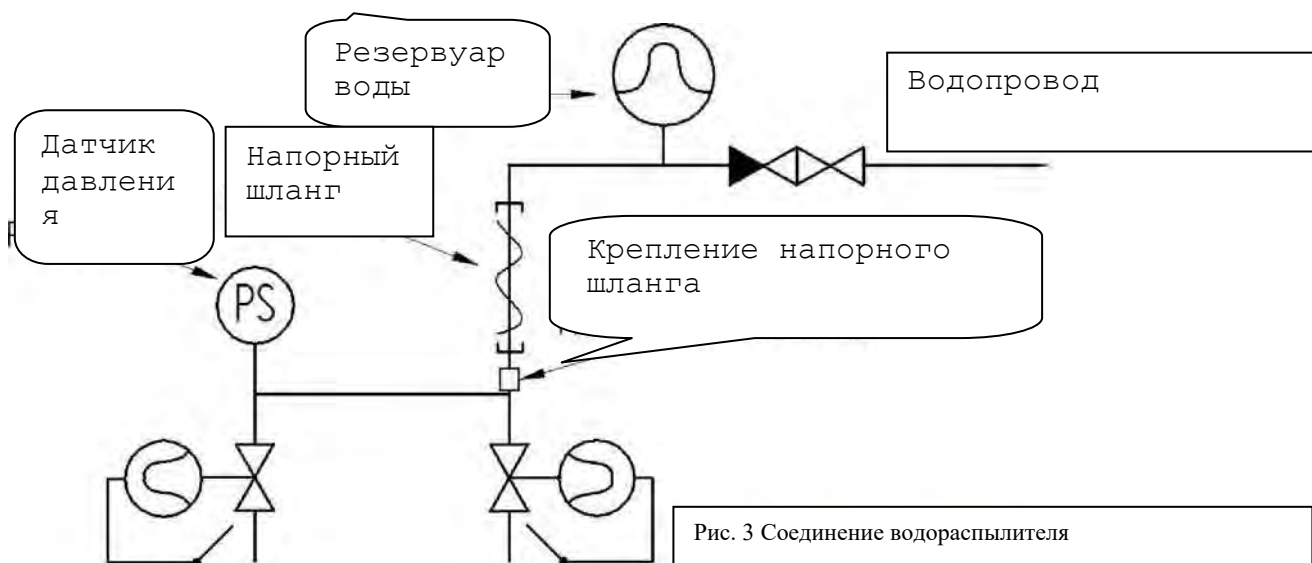 Резервуар
воды
Водопровод
Датчик
давлени
я
Напорный
шланг
Крепление напорного
шланга
PS
Рис. 3 Соединение водораспылителя